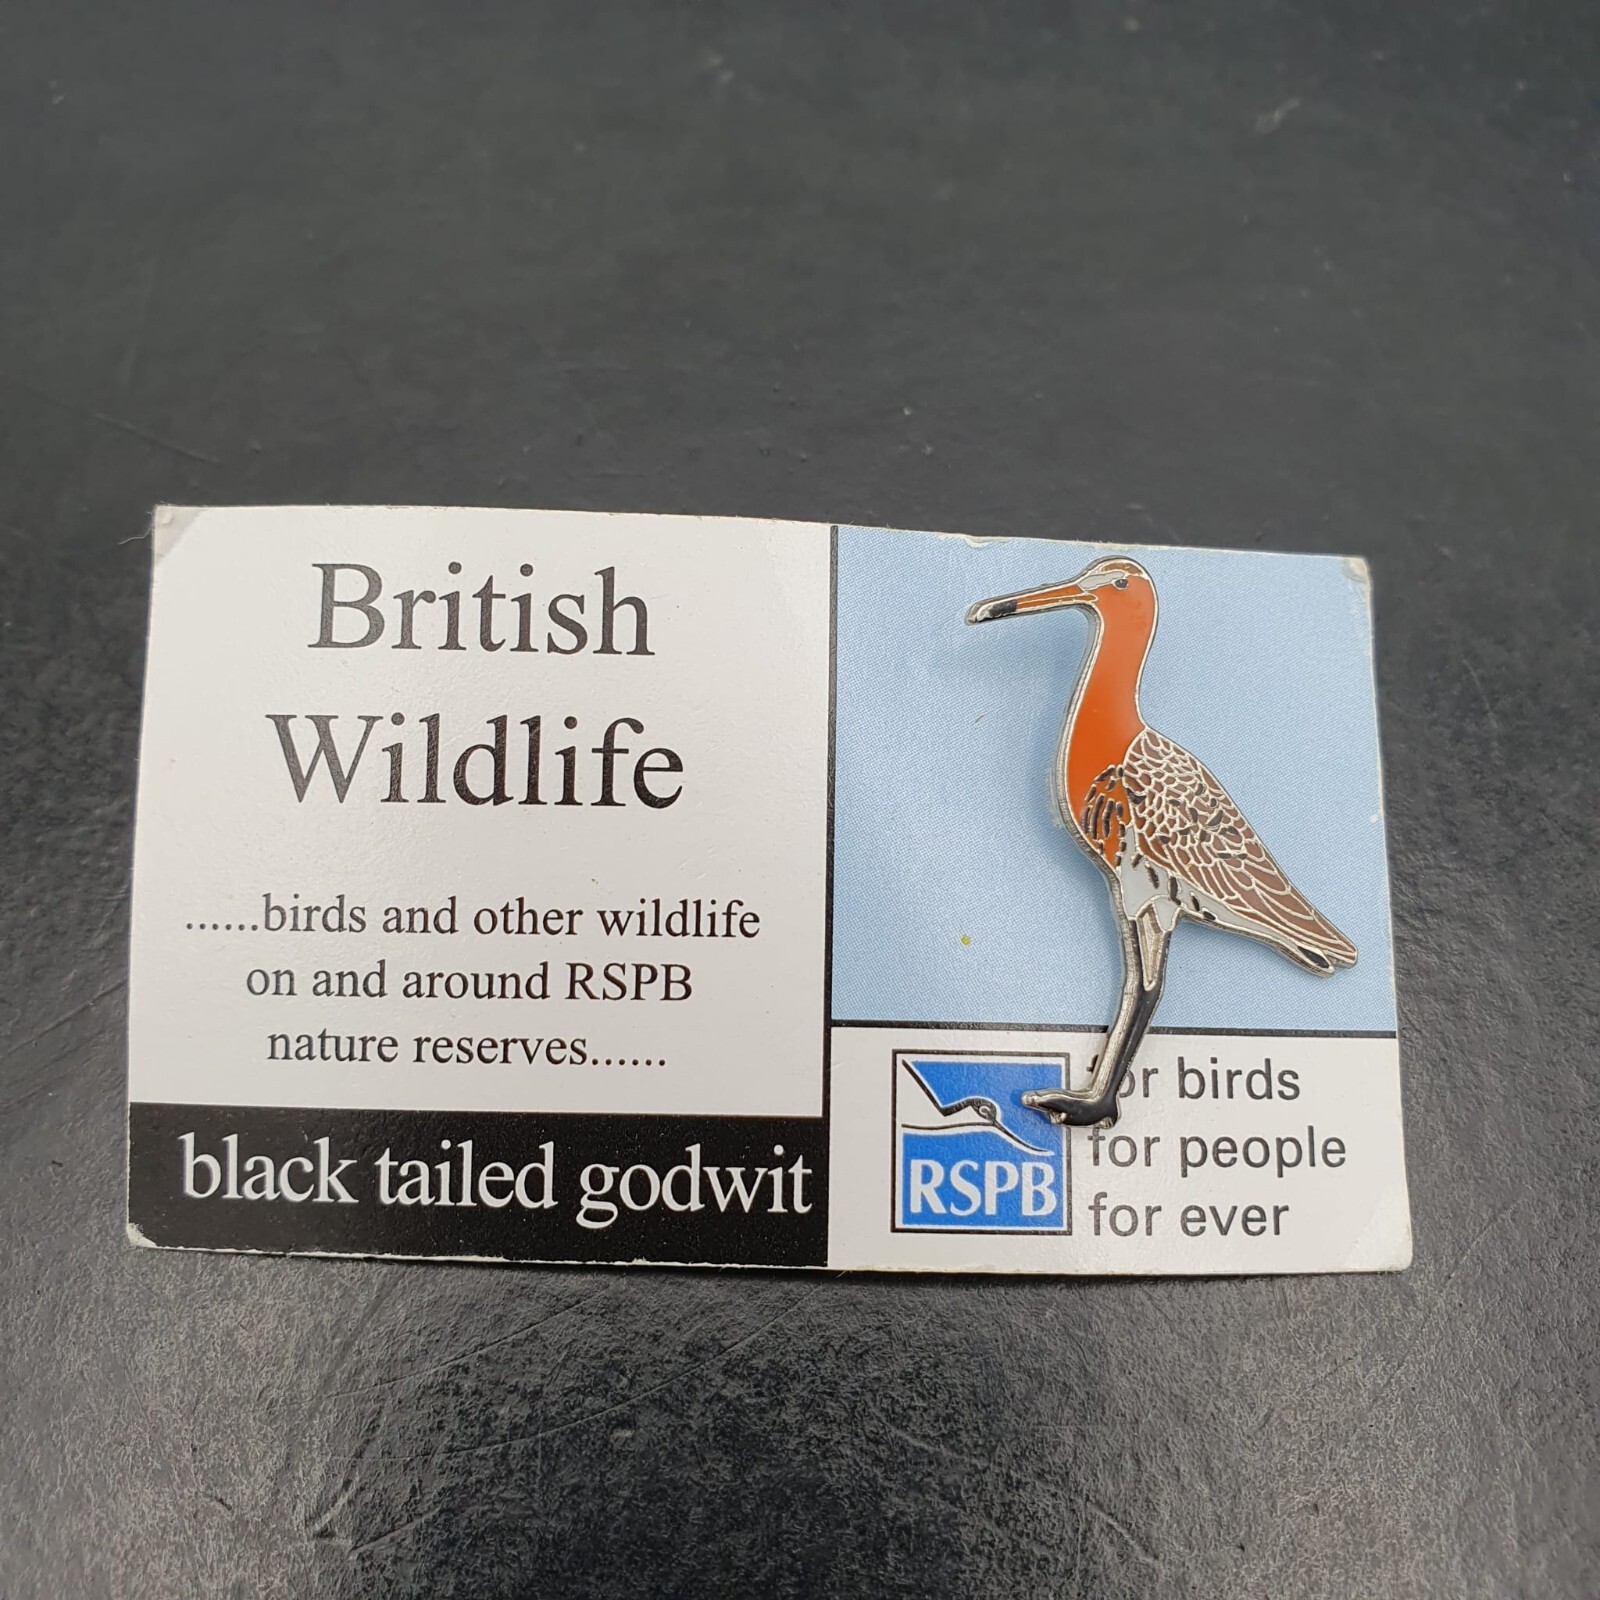 British
Wildlife
......birds and other wildlife
on and around RSPB
nature reserves......
black tailed godwit
RSPB
for birds
for people
for ever